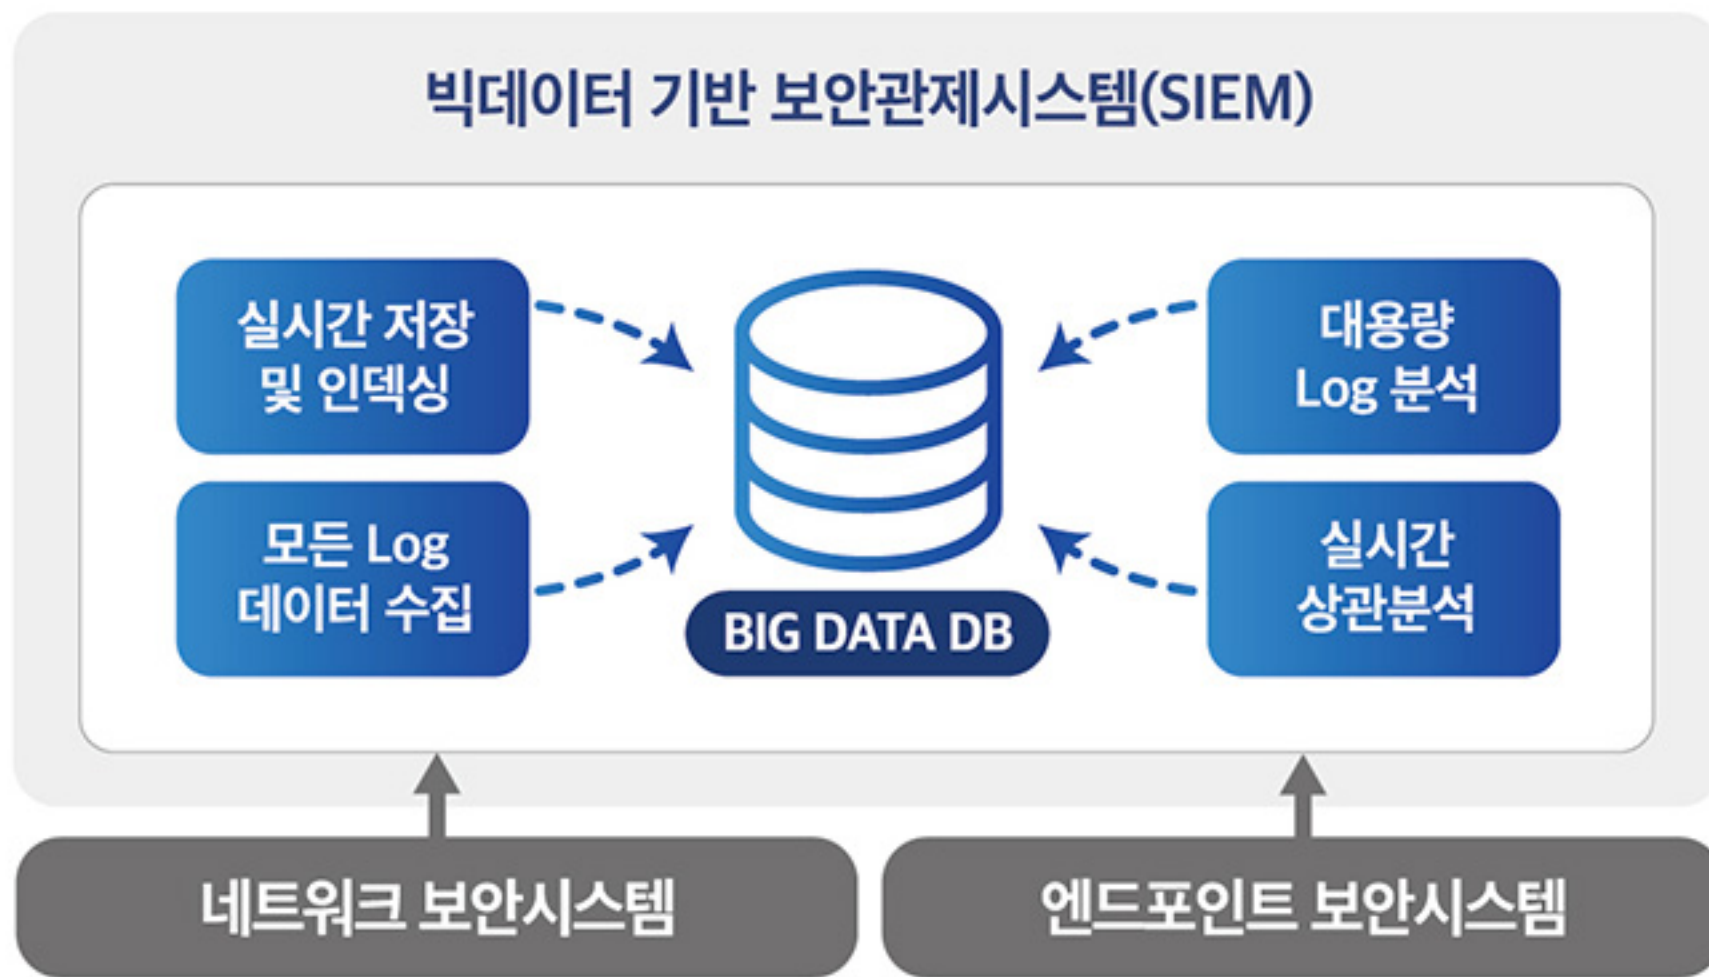 빅데이터 기반 보안관제시스템(SIEM)
실시간 저장
및 인덱싱
모든 Log
데이터 수집
BIG DATA DB
대용량
Log 분석
실시간
상관분석
네트워크 보안시스템
엔드포인트 보안시스템